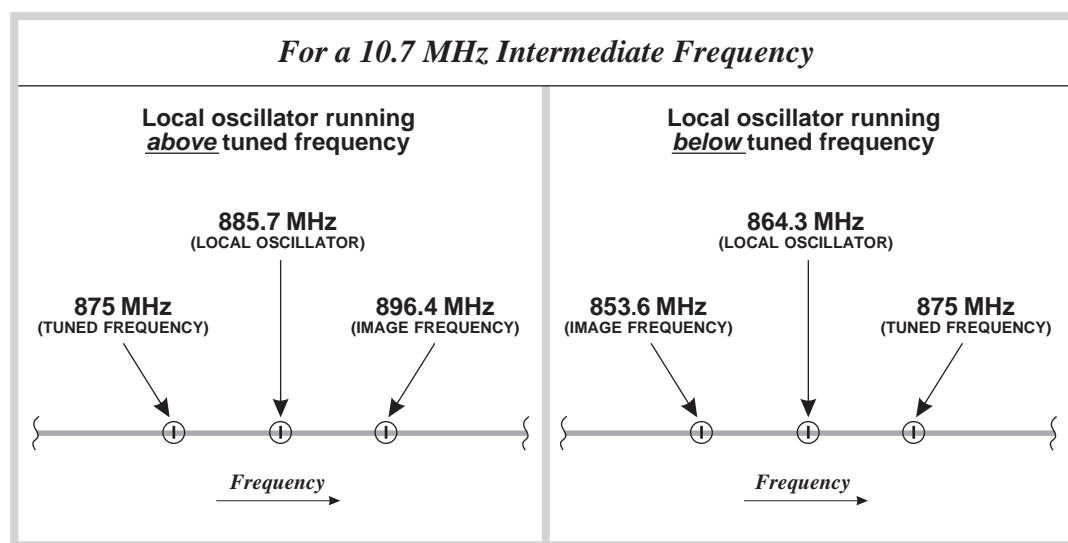 For a 10.7 MHz Intermediate Frequency
Local oscillator running
above tuned frequency
885.7 MHz
(LOCAL OSCILLATOR)
875 MHz
(TUNED FREQUENCY)
896.4 MHz
(IMAGE FREQUENCY)
Frequency
Local oscillator running
below tuned frequency
864.3 MHz
(LOCAL OSCILLATOR)
853.6 MHz
(IMAGE FREQUENCY)
875 MHz
(TUNED FREQUENCY)
Frequency